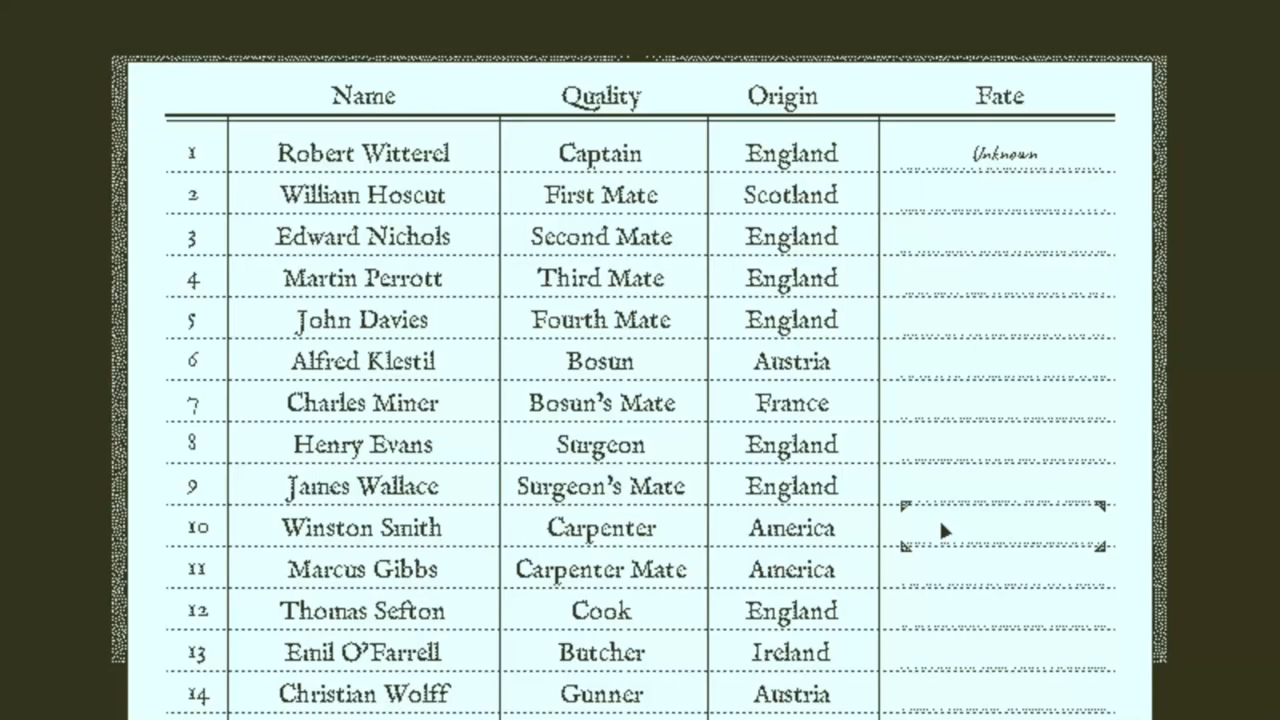 Name Quality Origin Fate
1 Robert Witterel Captain England Unknown
2 William Hoscut First Mate Scotland
3 Edward Nichols Second Mate England
4 Martin Perrott Third Mate England
5 John Davies Fourth Mate England
6 Alfred Klestil Bosun Austria
7 Charles Miner Bosun's Mate France
8 Henry Evans Surgeon England
9 James Wallace Surgeon's Mate England
10 Winston Smith Carpenter America
11 Marcus Gibbs Carpenter Mate America
12 Thomas Sefton Cook England
13 Emil O'Farrell Butcher Ireland
14 Christian Wolff Gunner Austria